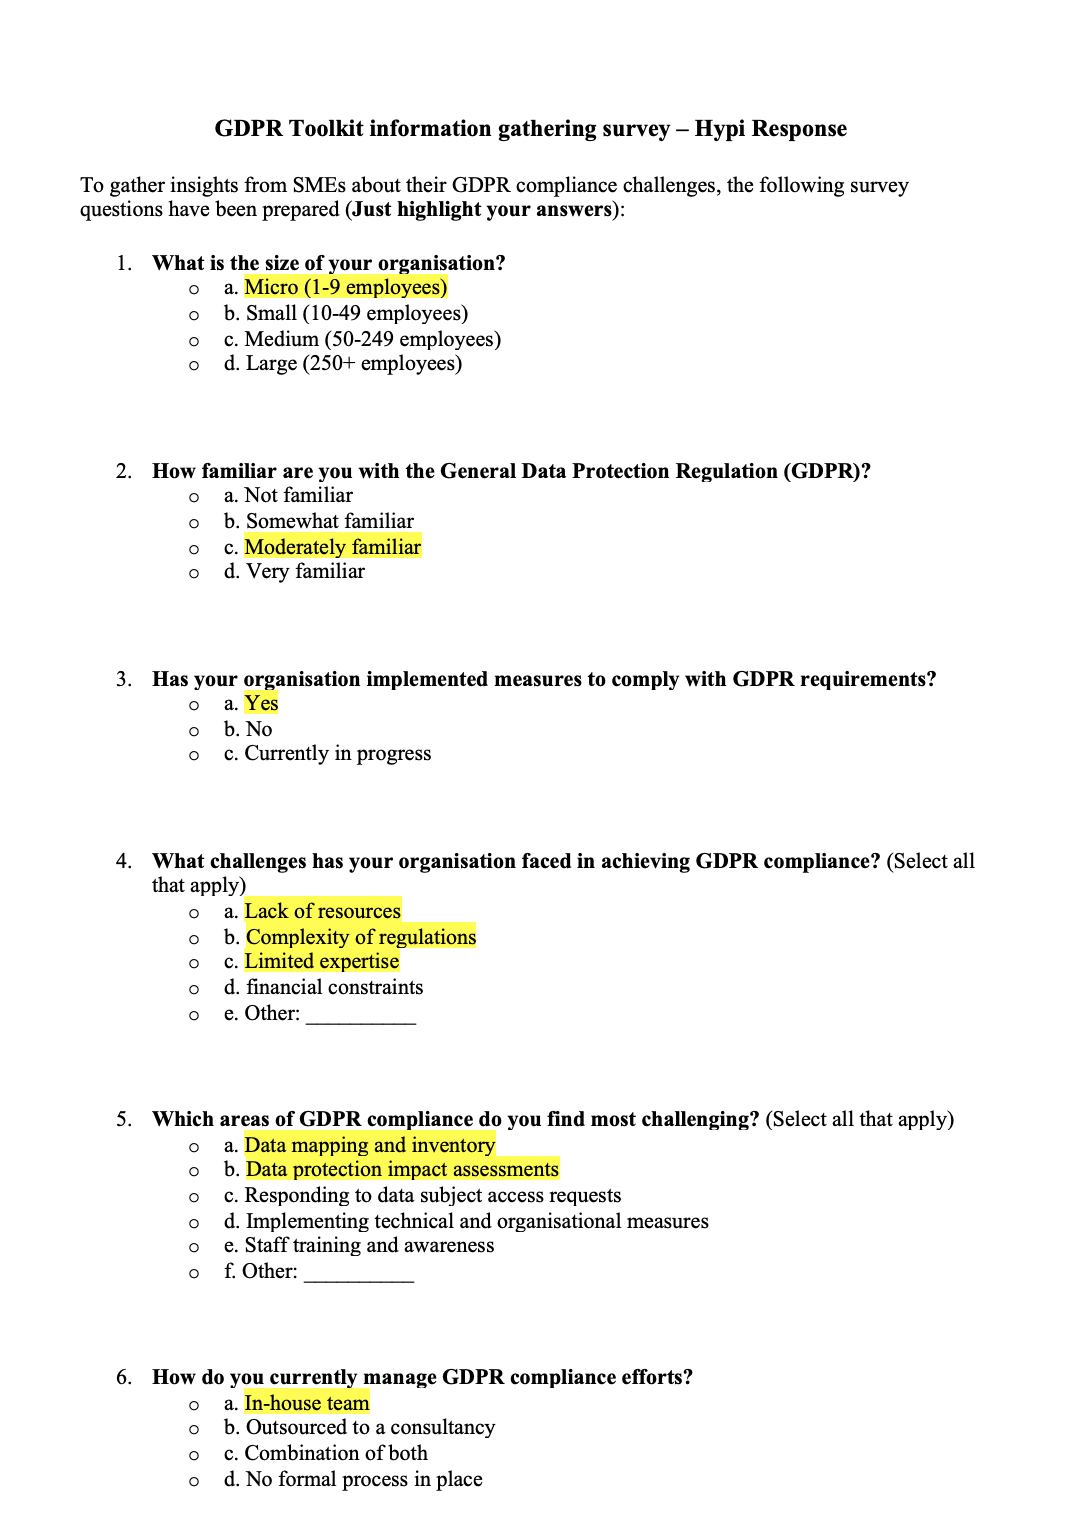 GDPR Toolkit information gathering survey – Hypi Response
To gather insights from SMEs about their GDPR compliance challenges, the following survey
questions have been prepared (Just highlight your answers):
1. What is the size of your organisation?
o a. Micro (1-9 employees)
o b. Small (10-49 employees)
o c. Medium (50-249 employees)
o d. Large (250+ employees)
2. How familiar are you with the General Data Protection Regulation (GDPR)?
o a. Not familiar
o b. Somewhat familiar
o c. Moderately familiar
o d. Very familiar
3. Has your organisation implemented measures to comply with GDPR requirements?
o a. Yes
o b. No
o c. Currently in progress
4. What challenges has your organisation faced in achieving GDPR compliance? (Select all
that apply)
o a. Lack of resources
o b. Complexity of regulations
o c. Limited expertise
o d. financial constraints
o e. Other: __________
5. Which areas of GDPR compliance do you find most challenging? (Select all that apply)
o a. Data mapping and inventory
o b. Data protection impact assessments
o c. Responding to data subject access requests
o d. Implementing technical and organisational measures
o e. Staff training and awareness
o f. Other: __________
6. How do you currently manage GDPR compliance efforts?
o a. In-house team
o b. Outsourced to a consultancy
o c. Combination of both
o d. No formal process in place